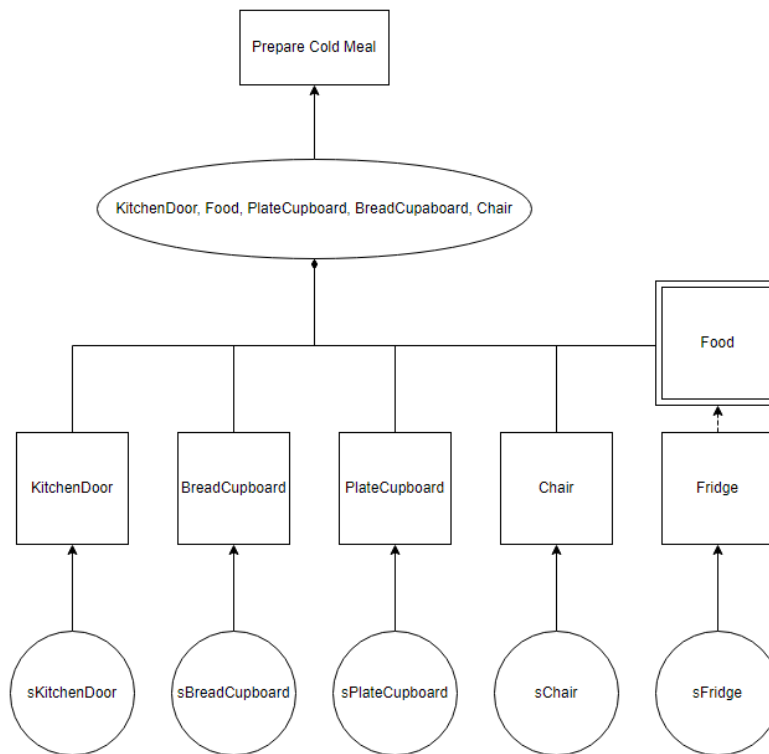 Prepare Cold Meal
KitchenDoor, Food, PlateCupboard, BreadCupaboard, Chair
Food
KitchenDoor
BreadCupboard
PlateCupboard
Chair
Fridge
sKitchenDoor
sBreadCupboard
sPlateCupboard
sChair
sFridge